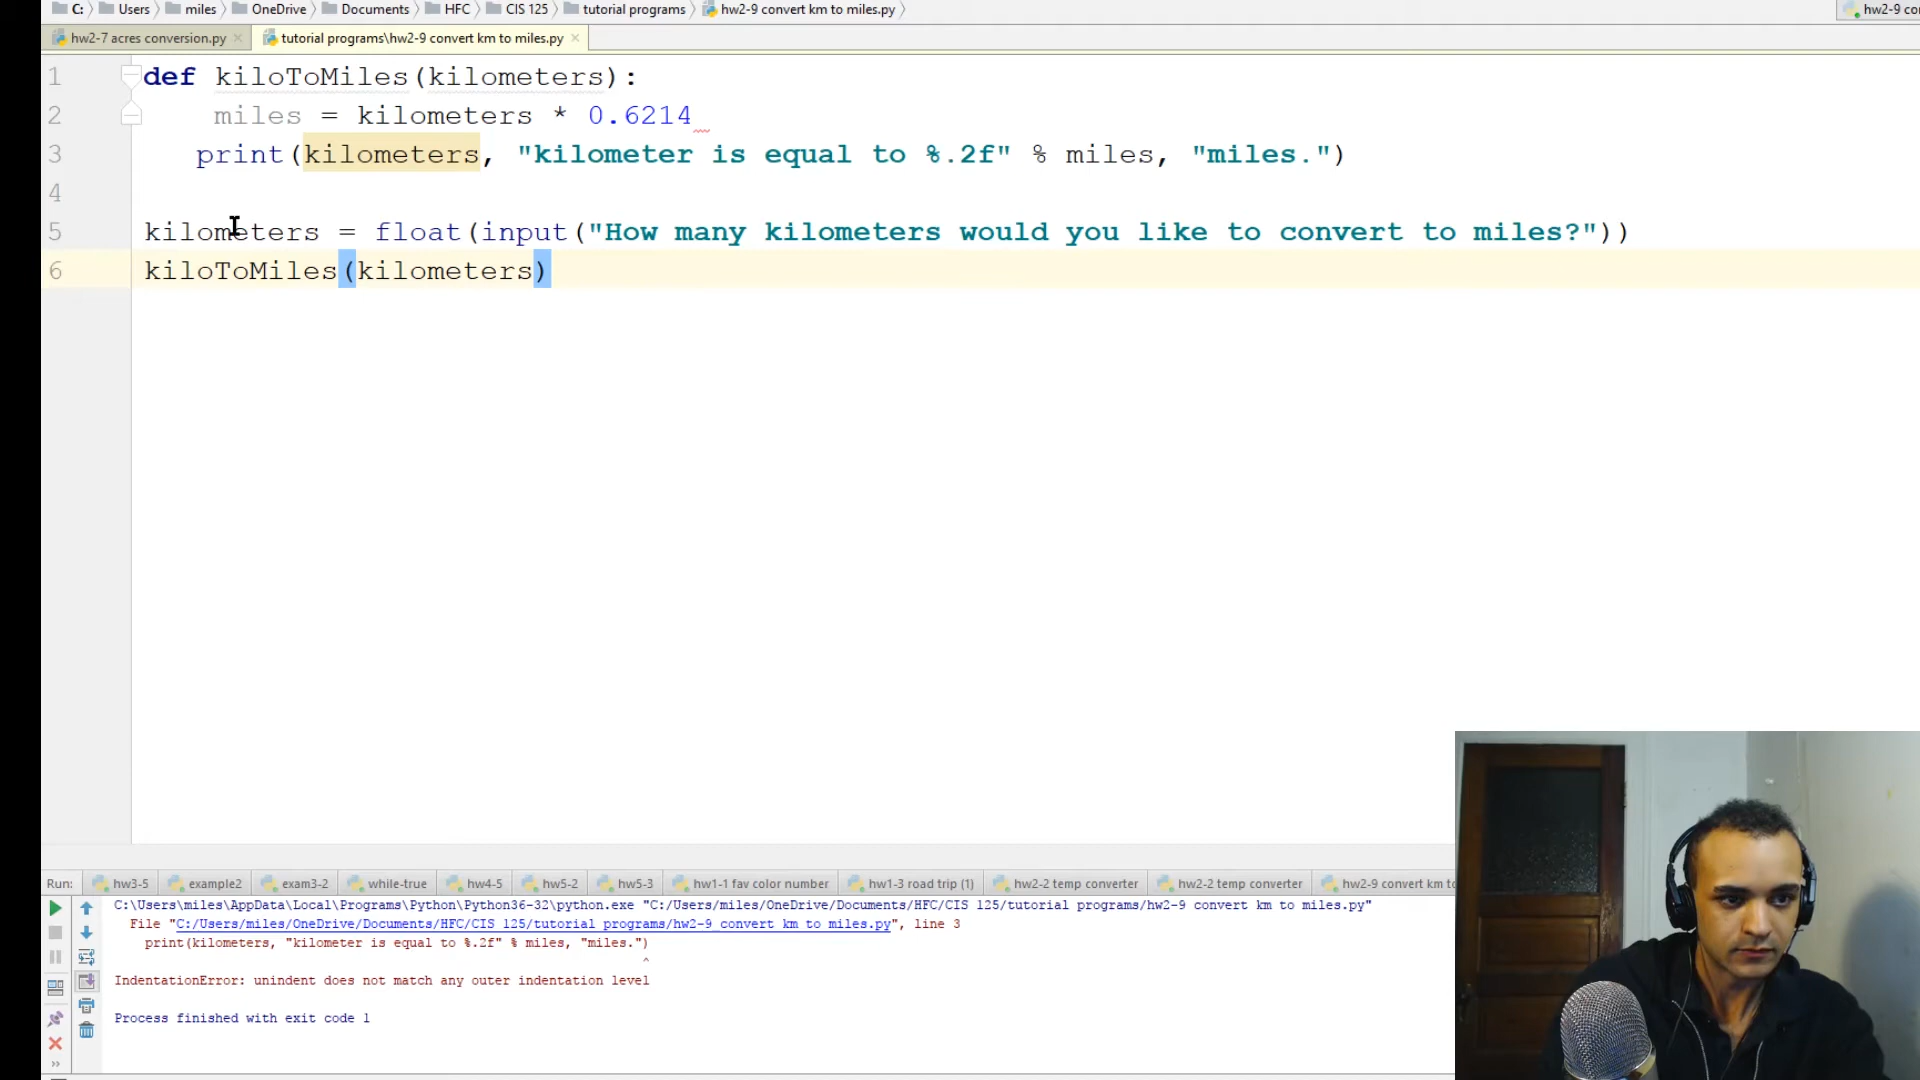 C: Users miles OneDrive Documents HFC CIS 125 tutorial programs hw2-9 convert km to miles.py
hw2-9 co
hw2-7 acres conversion.py tutorial programs\hw2-9 convert km to miles.py
1 def kiloToMiles(kilometers):
2 miles = kilometers * 0.6214
3 print(kilometers, "kilometer is equal to %.2f" % miles, "miles.")
4
5 kilometers = float(input("How many kilometers would you like to convert to miles?"))
6 kiloToMiles(kilometers)
Run: hw3-5 example2 exam3-2 while-true hw4-5 hw5-2 hw5-3 hw1-1 fav color number hw1-3 road trip (1) hw2-2 temp converter hw2-2 temp converter hw2-9 convert km to
C:\Users\miles\AppData\Local\Programs\Python\Python36-32\python.exe "C:/Users/miles/OneDrive/Documents/HFC/CIS 125/tutorial programs/hw2-9 convert km to miles.py"
File "C:/Users/miles/OneDrive/Documents/HFC/CIS 125/tutorial programs/hw2-9 convert km to miles.py", line 3
print(kilometers, "kilometer is equal to %.2f" % miles, "miles.")
^
IndentationError: unindent does not match any outer indentation level
Process finished with exit code 1